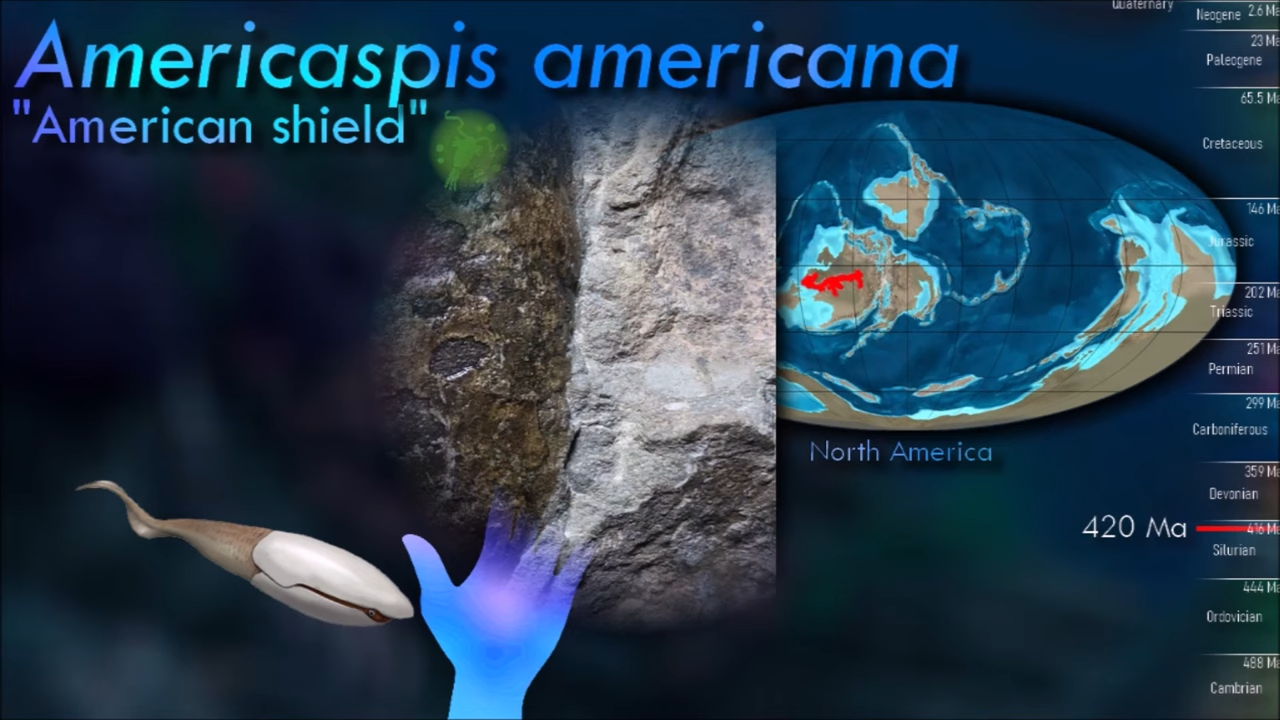 Americaspis americana
"American shield"
quaternary
Neogene 2.6 Ma
23 Ma
Paleogene
65.5 Ma
Cretaceous
146 Ma
Jurassic
202 Ma
Triassic
251 Ma
Permian
299 Ma
Carboniferous
North America
359 Ma
Devonian
420 Ma
416 Ma
Silurian
444 Ma
Ordovician
488 Ma
Cambrian